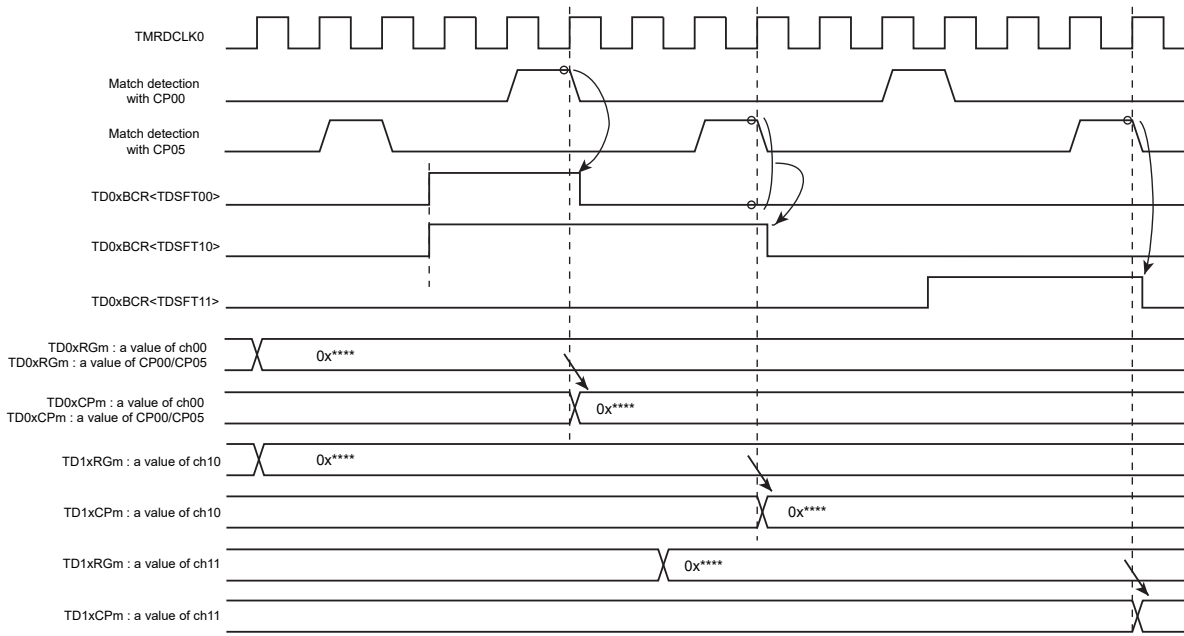 TMRDCLK0
Match detection
with CP00
Match detection
with CP05
TD0xBCR<TDSFT00>
TD0xBCR<TDSFT10>
TD0xBCR<TDSFT11>
TD0xRGm : a value of ch00
TD0xRGm : a value of CP00/CP05
0x****
TD0xCPm : a value of ch00
TD0xCPm : a value of CP00/CP05
0x****
TD1xRGm : a value of ch10
0x****
TD1xCPm : a value of ch10
0x****
TD1xRGm : a value of ch11
0x****
TD1xCPm : a value of ch11